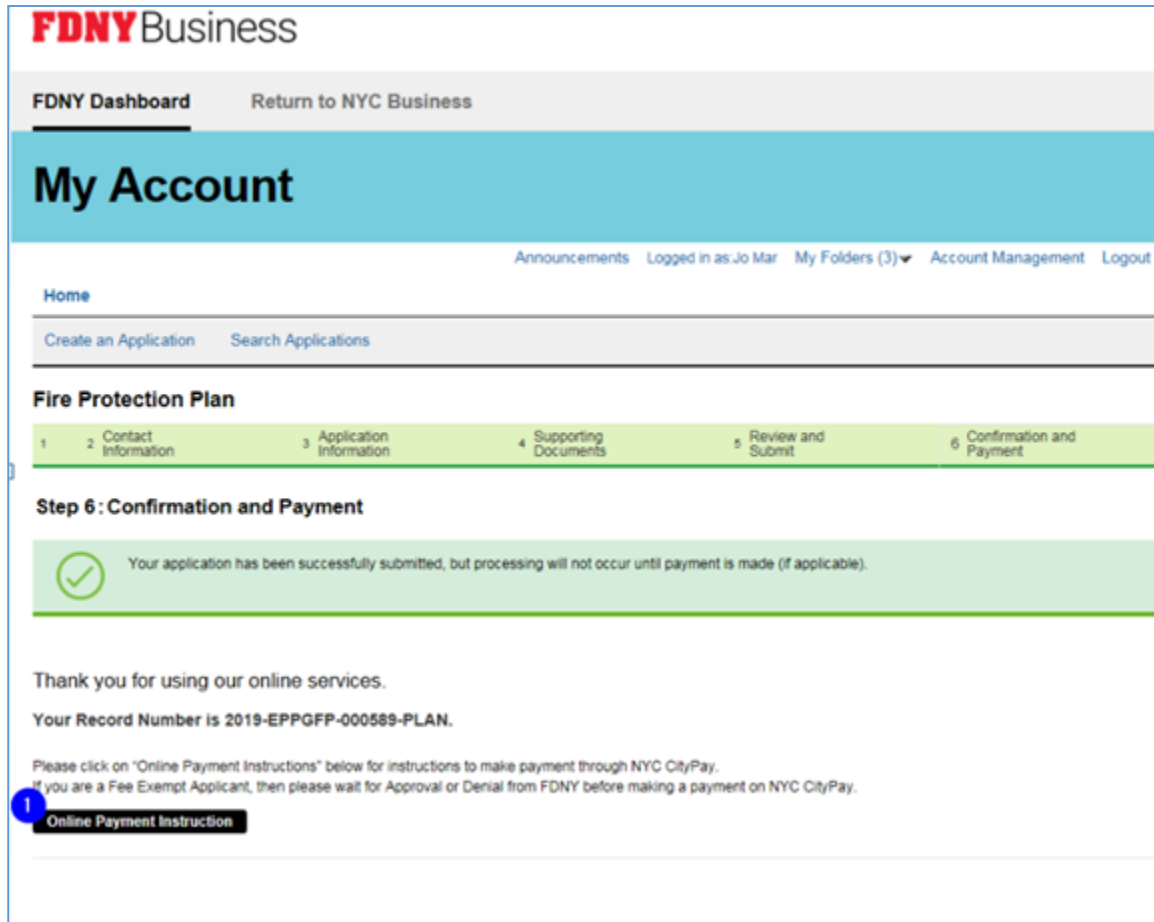 FDNY Business
FDNY Dashboard Return to NYC Business
My Account
Announcements Logged in as:Jo Mar My Folders (3) Account Management Logout
Home
Create an Application Search Applications
Fire Protection Plan
1 2 Contact Information 3 Application Information 4 Supporting Documents 5 Review and Submit 6 Confirmation and Payment
Step 6: Confirmation and Payment
Your application has been successfully submitted, but processing will not occur until payment is made (if applicable).
Thank you for using our online services.
Your Record Number is 2019-EPPGFP-000589-PLAN.
Please click on "Online Payment Instructions" below for instructions to make payment through NYC CityPay.
If you are a Fee Exempt Applicant, then please wait for Approval or Denial from FDNY before making a payment on NYC CityPay.
1
Online Payment Instruction